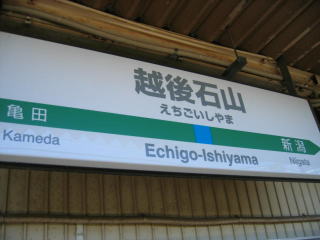 越後石山
えちごいしやま
亀田
新潟
Kameda
Echigo-Ishiyama
Niigata